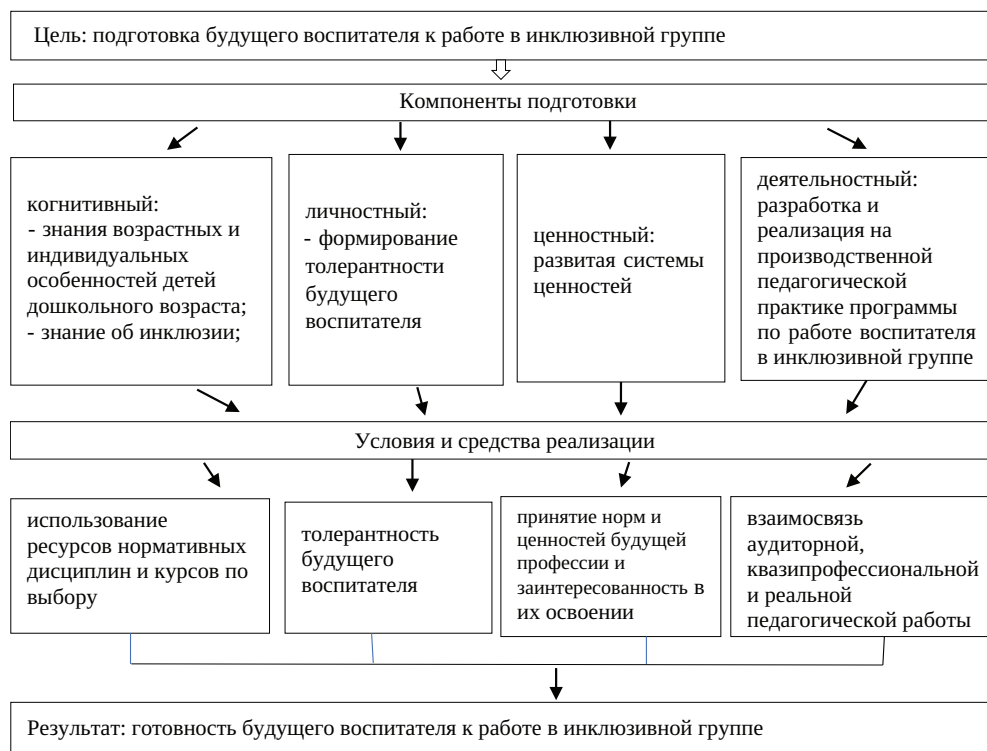 Цель: подготовка будущего воспитателя к работе в инклюзивной группе
Компоненты подготовки
когнитивный:
- знания возрастных и
индивидуальных
особенностей детей
дошкольного возраста;
- знание об инклюзии;
личностный:
- формирование
толерантности
будущего
воспитателя
ценностный:
развитая системы
ценностей
деятельностный:
разработка и
реализация на
производственной
педагогической
практике программы
по работе воспитателя
в инклюзивной группе
Условия и средства реализации
использование
ресурсов нормативных
дисциплин и курсов по
выбору
толерантность
будущего
воспитателя
принятие норм и
ценностей будущей
профессии и
заинтересованность в
их освоении
взаимосвязь
аудиторной,
квазипрофессиональной
и реальной
педагогической работы
Результат: готовность будущего воспитателя к работе в инклюзивной группе